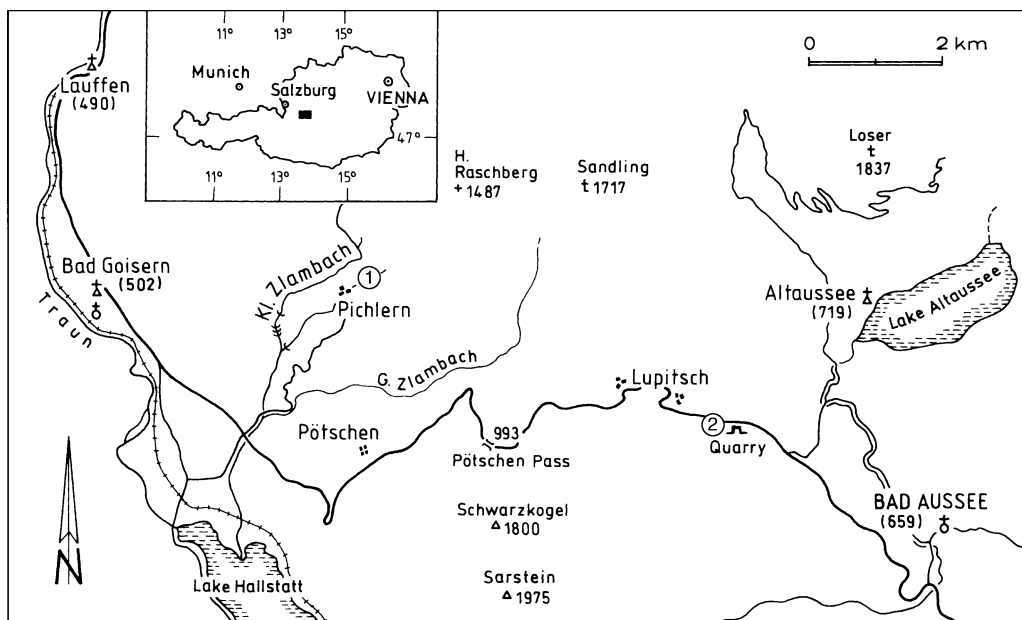 11° 13° 15°
Munich
Salzburg
VIENNA
47°
11° 13° 15°
0 2 km
Lauffen
(490)
H.
Raschberg
+ 1487
Sandling
t 1717
Loser
t
1837
Bad Goisern
(502)
Traun
Kl. Zlambach
1
Pichlern
G. Zlambach
Altaussee
(719)
Lake Altaussee
Lupitsch
2
Quarry
Pötschen
993
Pötschen Pass
Schwarzkogel
△ 1800
BAD AUSSEE
(659)
N
Lake Hallstatt
Sarstein
△ 1975